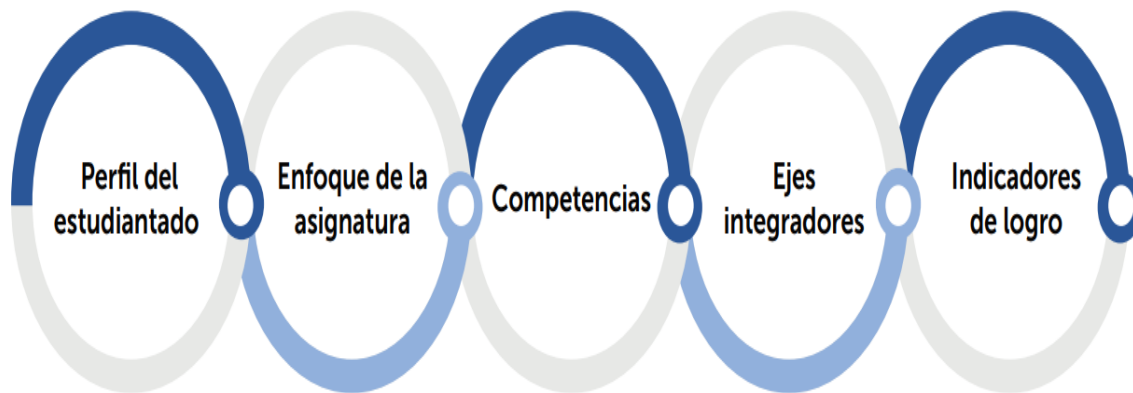 Perfil del
estudiantado
Enfoque de la
asignatura
Competencias
Ejes
integradores
Indicadores
de logro